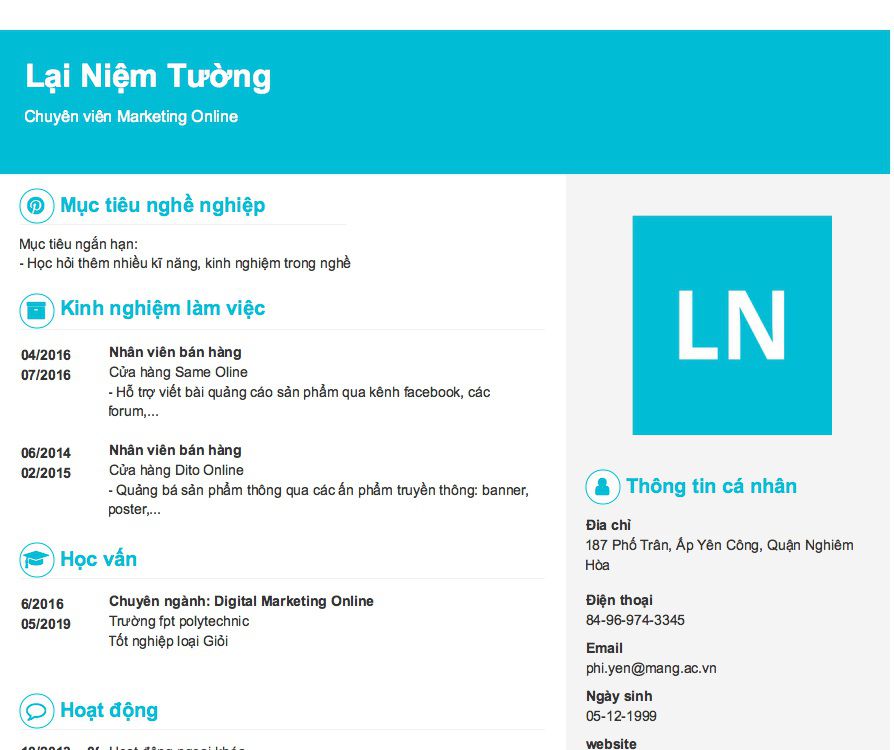 Lại Niệm Tường
Chuyên viên Marketing Online
Mục tiêu nghề nghiệp
Mục tiêu ngắn hạn:
- Học hỏi thêm nhiều kĩ năng, kinh nghiệm trong nghề
Kinh nghiệm làm việc
04/2016
07/2016
Nhân viên bán hàng
Cửa hàng Same Oline
- Hỗ trợ viết bài quảng cáo sản phẩm qua kênh facebook, các
forum,...
06/2014
02/2015
Nhân viên bán hàng
Cửa hàng Dito Online
- Quảng bá sản phẩm thông qua các ấn phẩm truyền thông: banner,
poster,...
Học vấn
6/2016
05/2019
Chuyên ngành: Digital Marketing Online
Trường fpt polytechnic
Tốt nghiệp loại Giỏi
Hoạt động
LN
Thông tin cá nhân
Địa chỉ
187 Phố Trân, Ấp Yên Công, Quận Nghiêm
Hòa
Điện thoại
84-96-974-3345
Email
phi.yen@mang.ac.vn
Ngày sinh
05-12-1999
website